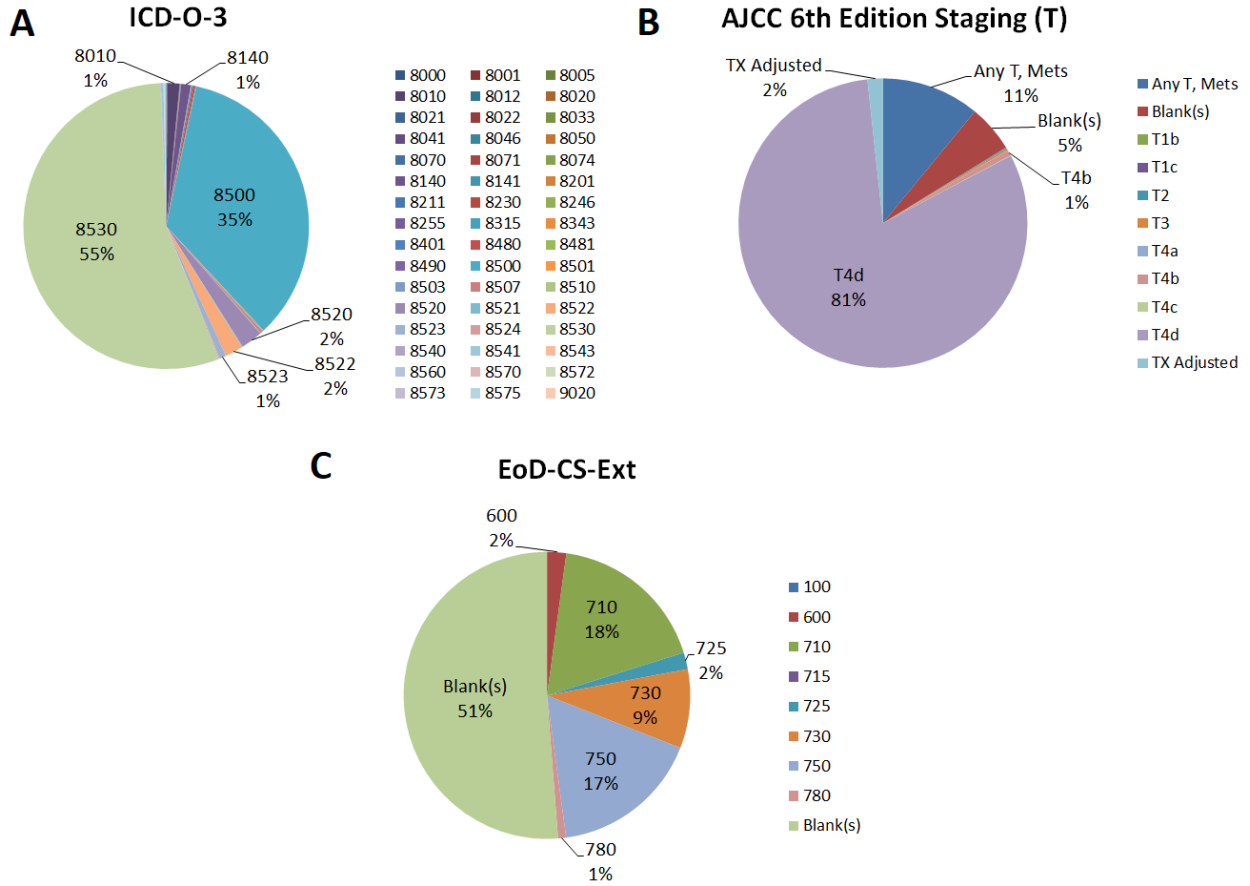 A
ICD-O-3
8010
1%
8140
1%
8500
35%
8530
55%
8520
2%
8522
2%
8523
1%
8000 8001 8005
8010 8012 8020
8021 8022 8033
8041 8046 8050
8070 8071 8074
8140 8141 8201
8211 8230 8246
8255 8315 8343
8401 8480 8481
8490 8500 8501
8503 8507 8510
8520 8521 8522
8523 8524 8530
8540 8541 8543
8560 8570 8572
8573 8575 9020
B
AJCC 6th Edition Staging (T)
TX Adjusted
2%
Any T, Mets
11%
Blank(s)
5%
T4b
1%
T4d
81%
Any T, Mets
Blank(s)
T1b
T1c
T2
T3
T4a
T4b
T4c
T4d
TX Adjusted
C
EoD-CS-Ext
600
2%
710
18%
725
2%
730
9%
750
17%
780
1%
Blank(s)
51%
100
600
710
715
725
730
750
780
Blank(s)